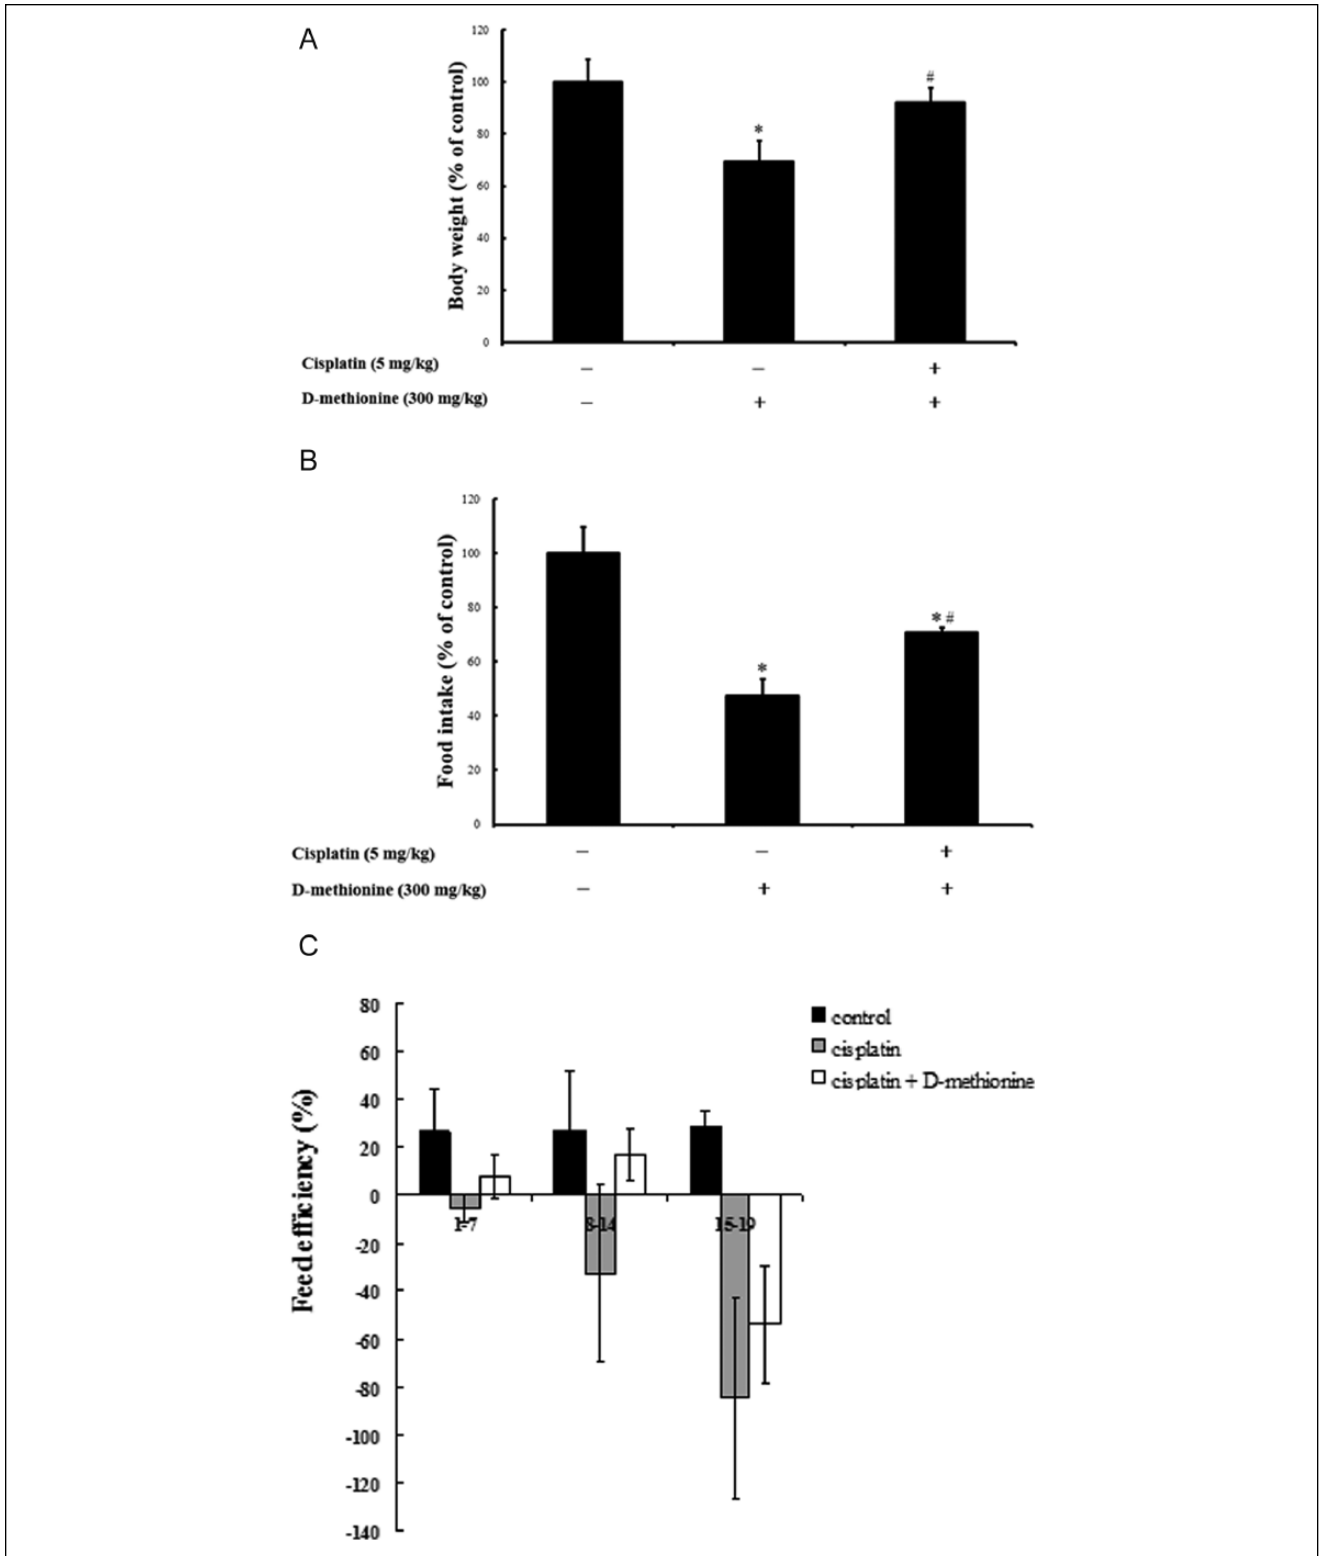 A
120
100
80
60
40
20
0
Body weight (% of control)
*
#
Cisplatin (5 mg/kg) – – +
D-methionine (300 mg/kg) – + +
B
120
100
80
60
40
20
0
Food intake (% of control)
*
* #
Cisplatin (5 mg/kg) – – +
D-methionine (300 mg/kg) – + +
C
80
60
40
20
0
-20
-40
-60
-80
-100
-120
-140
Feed efficiency (%)
1-7 8-14 15-19
control
cisplatin
cisplatin + D-methionine